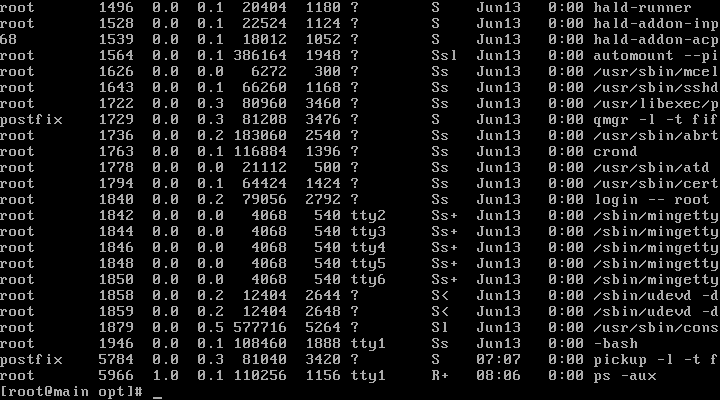 root 1496 0.0 0.1 20404 1180 ? S Jun13 0:00 hald-runner
root 1528 0.0 0.1 22524 1124 ? S Jun13 0:00 hald-addon-inp
68 1539 0.0 0.1 18012 1052 ? S Jun13 0:00 hald-addon-acp
root 1564 0.0 0.1 386164 1948 ? Ssl Jun13 0:00 automount --pi
root 1626 0.0 0.0 6272 300 ? Ss Jun13 0:00 /usr/sbin/mcel
root 1643 0.0 0.1 66260 1168 ? Ss Jun13 0:00 /usr/sbin/sshd
root 1722 0.0 0.3 80960 3460 ? Ss Jun13 0:00 /usr/libexec/p
postfix 1729 0.0 0.3 81208 3476 ? S Jun13 0:00 qmgr -l -t fif
root 1736 0.0 0.2 183060 2540 ? Ss Jun13 0:00 /usr/sbin/abrt
root 1763 0.0 0.1 116884 1396 ? Ss Jun13 0:00 crond
root 1778 0.0 0.0 21112 500 ? Ss Jun13 0:00 /usr/sbin/atd
root 1794 0.0 0.1 64424 1424 ? Ss Jun13 0:00 /usr/sbin/cert
root 1840 0.0 0.2 79056 2792 ? Ss Jun13 0:00 login -- root
root 1842 0.0 0.0 4068 540 tty2 Ss+ Jun13 0:00 /sbin/mingetty
root 1844 0.0 0.0 4068 540 tty3 Ss+ Jun13 0:00 /sbin/mingetty
root 1846 0.0 0.0 4068 540 tty4 Ss+ Jun13 0:00 /sbin/mingetty
root 1848 0.0 0.0 4068 540 tty5 Ss+ Jun13 0:00 /sbin/mingetty
root 1850 0.0 0.0 4068 540 tty6 Ss+ Jun13 0:00 /sbin/mingetty
root 1858 0.0 0.2 12404 2644 ? S< Jun13 0:00 /sbin/udevd -d
root 1859 0.0 0.2 12404 2648 ? S< Jun13 0:00 /sbin/udevd -d
root 1879 0.0 0.5 577716 5264 ? Sl Jun13 0:00 /usr/sbin/cons
root 1946 0.0 0.1 108460 1888 tty1 Ss Jun13 0:00 -bash
postfix 5784 0.0 0.3 81040 3420 ? S 07:07 0:00 pickup -l -t f
root 5966 1.0 0.1 110256 1156 tty1 R+ 08:06 0:00 ps -aux
[root@main opt]# _